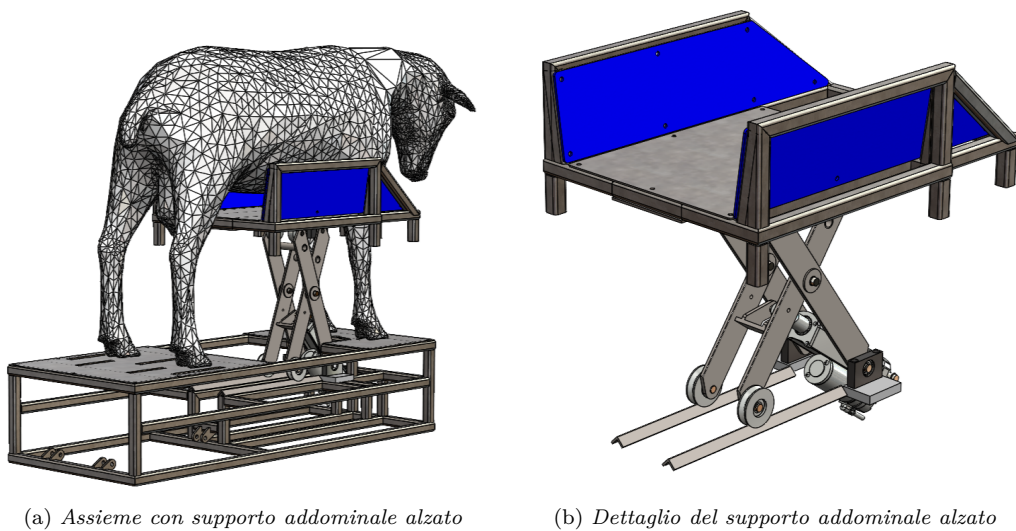 (a) Assieme con supporto addominale alzato
(b) Dettaglio del supporto addominale alzato